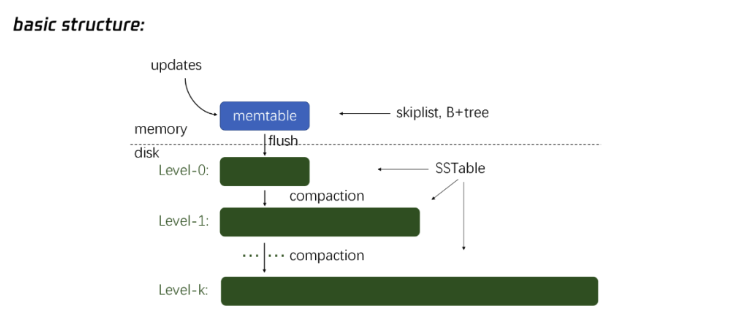 basic structure:
updates
memtable
skiplist, B+tree
memory
flush
disk
Level-0:
SSTable
compaction
Level-1:
...... compaction
Level-k: